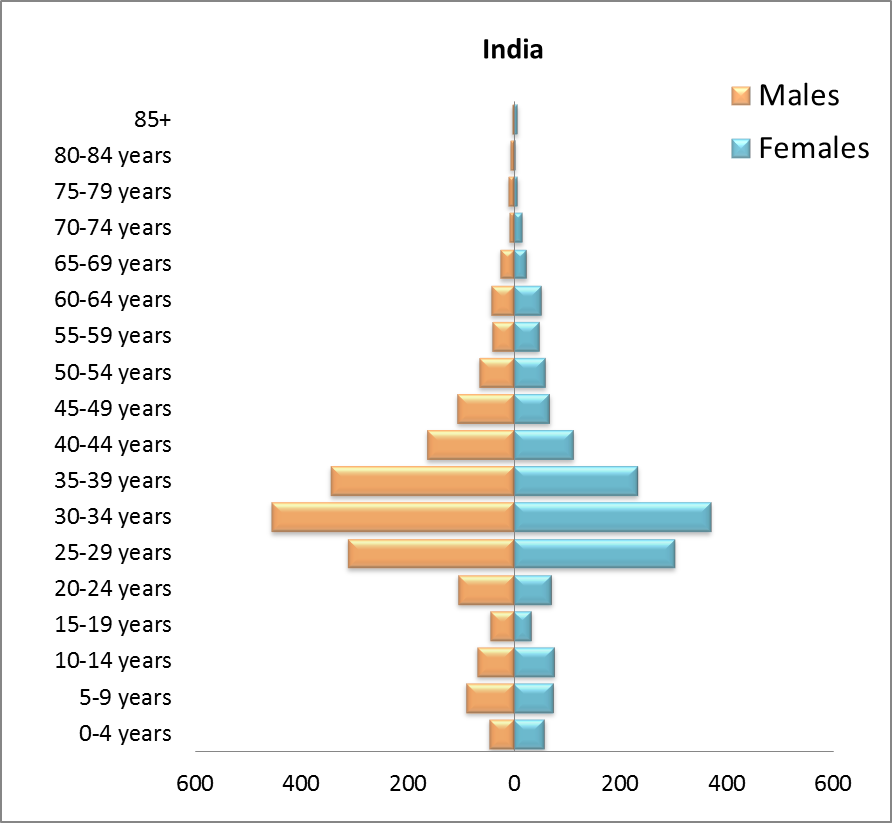 India
Males
Females
85+
80-84 years
75-79 years
70-74 years
65-69 years
60-64 years
55-59 years
50-54 years
45-49 years
40-44 years
35-39 years
30-34 years
25-29 years
20-24 years
15-19 years
10-14 years
5-9 years
0-4 years
600 400 200 0 200 400 600